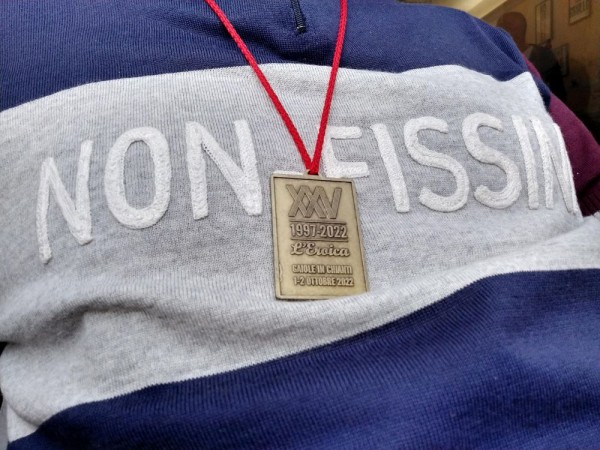 NON FISSIN
XXV
1997-2022
L'Eroica
GAIOLE IN CHIANTI
1-2 OTTOBRE 2022